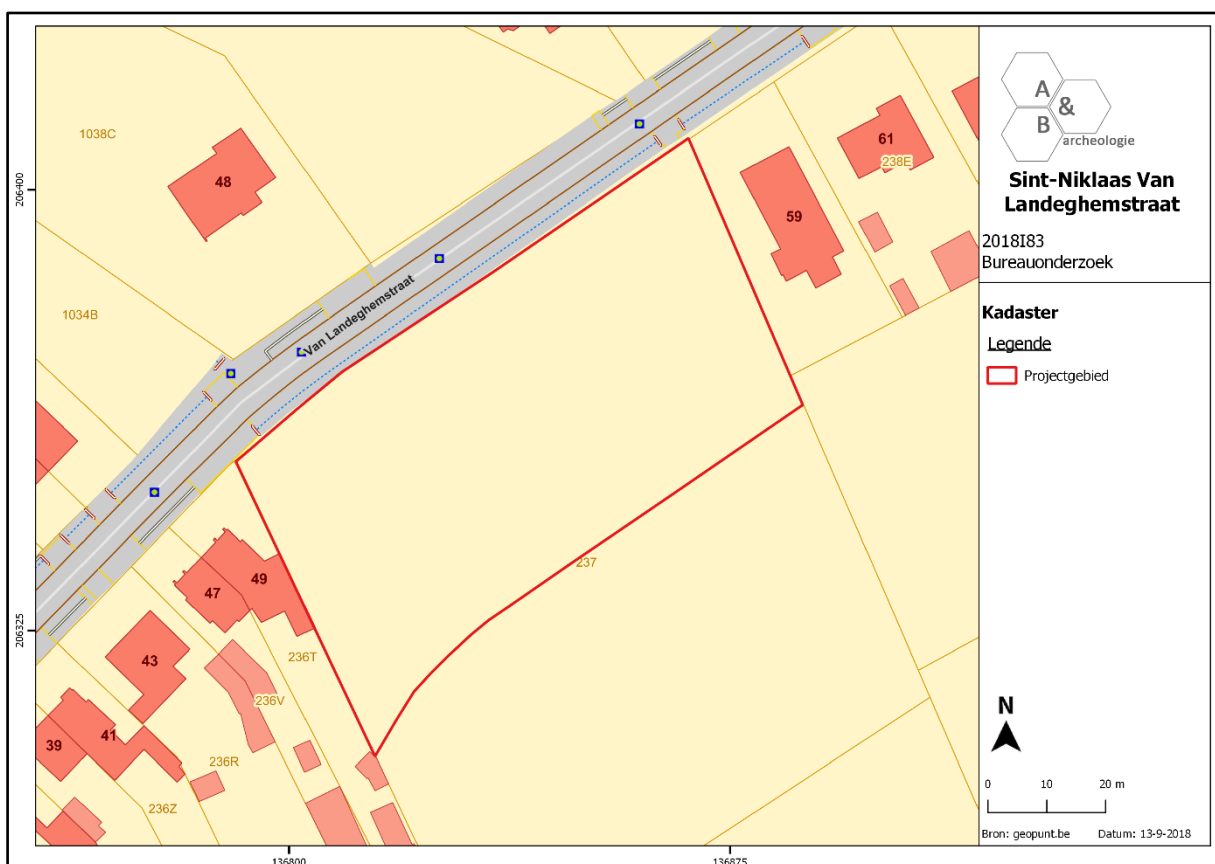 1038C
48
61
238E
59
206400
1034B
Van Landeghemstraat
237
47
49
206325
236T
43
236V
41
39
236R
236Z
136800
136875
A
&
B
archeologie
Sint-Niklaas Van
Landeghemstraat
2018I83
Bureauonderzoek
Kadaster
Legende
Projectgebied
N
0 10 20 m
Bron: geopunt.be Datum: 13-9-2018